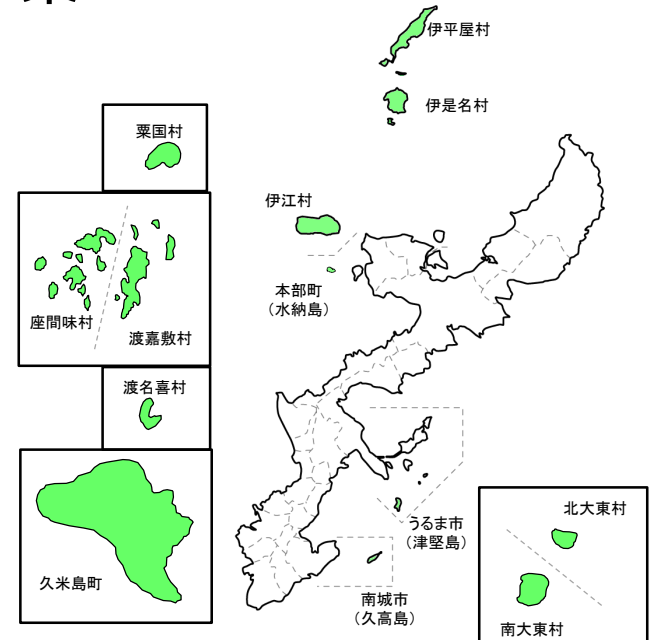 伊平屋村
伊是名村
粟国村
伊江村
本部町
（水納島）
座間味村
渡嘉敷村
渡名喜村
久米島町
うるま市
（津堅島）
南城市
（久高島）
北大東村
南大東村